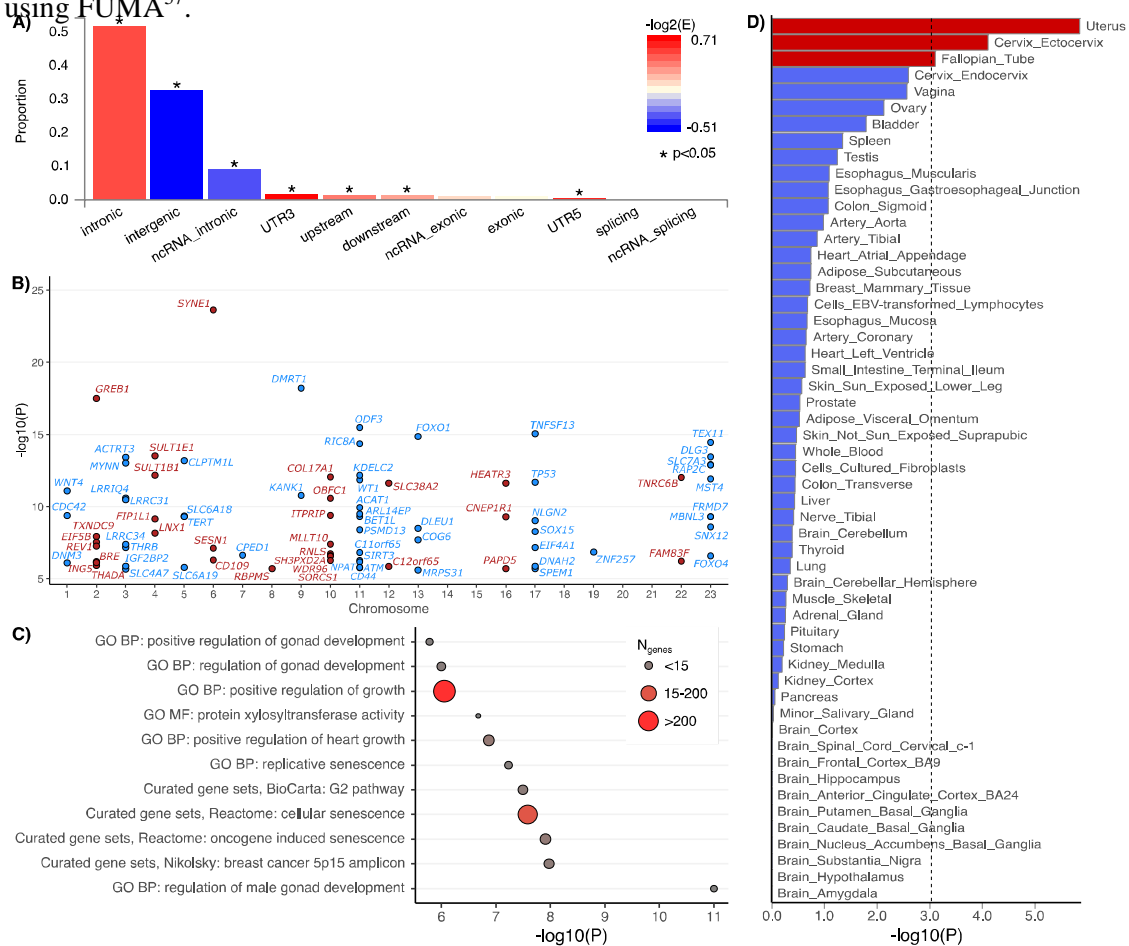 using FUMA37.
A)
Proportion
0.5
0.4
0.3
0.2
0.1
0.0
*
*
*
*
*
*
*
intronic
intergenic
ncRNA_intronic
UTR3
upstream
downstream
ncRNA_exonic
exonic
UTR5
splicing
ncRNA_splicing
-log2(E)
0.71
-0.51
* p<0.05
B)
-log10(P)
25
20
15
10
5
SYNE1
GREB1
DMRT1
ODF3
FOXO1
TNFSF13
RIC8A
TEX11
DLG3
SLC7A3
RAP2C
ACTRT3
SULT1E1
MYNN
CLPTM1L
SULT1B1
COL17A1
KDELC2
WT1
SLC38A2
HEATR3
TP53
TNRC6B
MST4
WNT4
LRRIQ4
LRRC31
KANK1
OBFC1
ACAT1
CDC42
FIP1L1
SLC6A18
TERT
ITPRIP
ARL14EP
BET1L
DLEU1
CNEP1R1
NLGN2
FRMD7
MBNL3
TXNDC9
LNX1
PSMD13
COG6
SOX15
SNX12
EIF5B
LRRC34
REV1
THRB
SESN1
MLLT10
C11orf65
EIF4A1
DNM3
BRE
IGF2BP2
CD109
CPED1
RNLS
SIRT3
PAPD5
DNAH2
ZNF257
FAM83F
FOXO4
ING5
THADA
SLC4A7
SLC6A19
RBPMS
SH3PXD2A
WDR96
SORCS1
NPAT
ATM
CD44
C12orf65
MRPS31
SPEM1
1 2 3 4 5 6 7 8 9 10 11 12 13 14 15 16 17 18 19 20 21 22 23
Chromosome
C)
GO BP: positive regulation of gonad development
GO BP: regulation of gonad development
GO BP: positive regulation of growth
GO MF: protein xylosyltransferase activity
GO BP: positive regulation of heart growth
GO BP: replicative senescence
Curated gene sets, BioCarta: G2 pathway
Curated gene sets, Reactome: cellular senescence
Curated gene sets, Reactome: oncogene induced senescence
Curated gene sets, Nikolsky: breast cancer 5p15 amplicon
GO BP: regulation of male gonad development
Ngenes
<15
15-200
>200
6 7 8 9 10 11
-log10(P)
D)
Uterus
Cervix_Ectocervix
Fallopian_Tube
Cervix_Endocervix
Vagina
Ovary
Bladder
Spleen
Testis
Esophagus_Muscularis
Esophagus_Gastroesophageal_Junction
Colon_Sigmoid
Artery_Aorta
Artery_Tibial
Heart_Atrial_Appendage
Adipose_Subcutaneous
Breast_Mammary_Tissue
Cells_EBV-transformed_Lymphocytes
Esophagus_Mucosa
Artery_Coronary
Heart_Left_Ventricle
Small_Intestine_Terminal_Ileum
Skin_Sun_Exposed_Lower_Leg
Prostate
Adipose_Visceral_Omentum
Skin_Not_Sun_Exposed_Suprapubic
Whole_Blood
Cells_Cultured_Fibroblasts
Colon_Transverse
Liver
Nerve_Tibial
Brain_Cerebellum
Thyroid
Lung
Brain_Cerebellar_Hemisphere
Muscle_Skeletal
Adrenal_Gland
Pituitary
Stomach
Kidney_Medulla
Kidney_Cortex
Pancreas
Minor_Salivary_Gland
Brain_Cortex
Brain_Spinal_Cord_Cervical_c-1
Brain_Frontal_Cortex_BA9
Brain_Hippocampus
Brain_Anterior_Cingulate_Cortex_BA24
Brain_Putamen_Basal_Ganglia
Brain_Caudate_Basal_Ganglia
Brain_Nucleus_Accumbens_Basal_Ganglia
Brain_Substantia_Nigra
Brain_Hypothalamus
Brain_Amygdala
0.0 1.0 2.0 3.0 4.0 5.0
-log10(P)